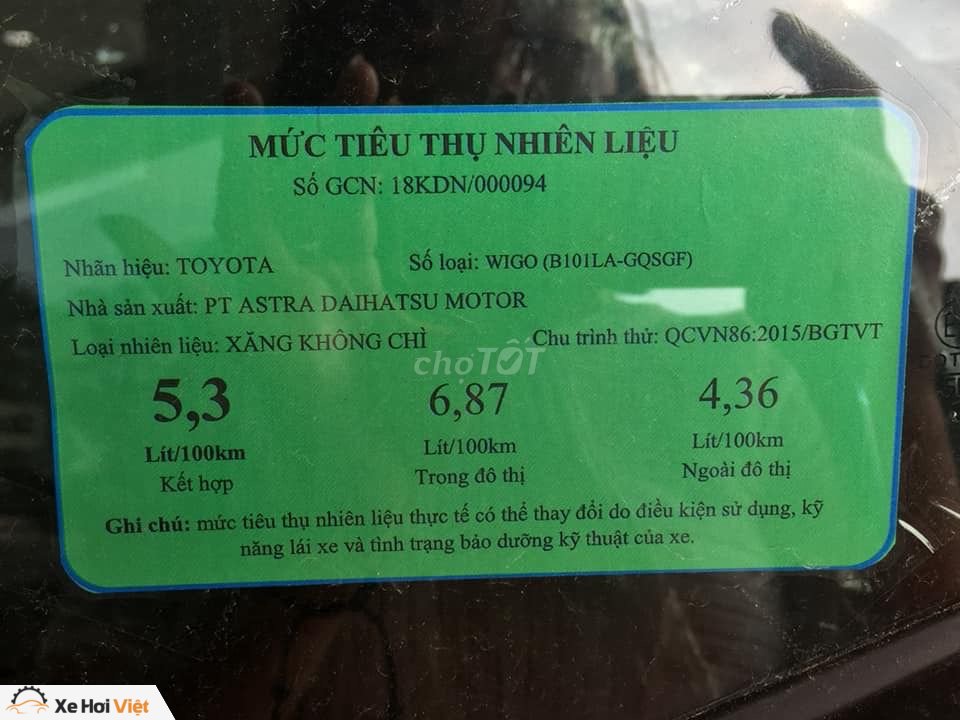 MỨC TIÊU THỤ NHIÊN LIỆU
Số GCN: 18KDN/000094
Nhãn hiệu: TOYOTA Số loại: WIGO (B101LA-GQSGF)
Nhà sản xuất: PT ASTRA DAIHATSU MOTOR
Loại nhiên liệu: XĂNG KHÔNG CHÌ Chu trình thử: QCVN86:2015/BGTVT
chợTỐT
5,3 6,87 4,36
Lít/100km Lít/100km Lít/100km
Kết hợp Trong đô thị Ngoài đô thị
Ghi chú: mức tiêu thụ nhiên liệu thực tế có thể thay đổi do điều kiện sử dụng, kỹ
năng lái xe và tình trạng bảo dưỡng kỹ thuật của xe.
Xe Hơi Việt